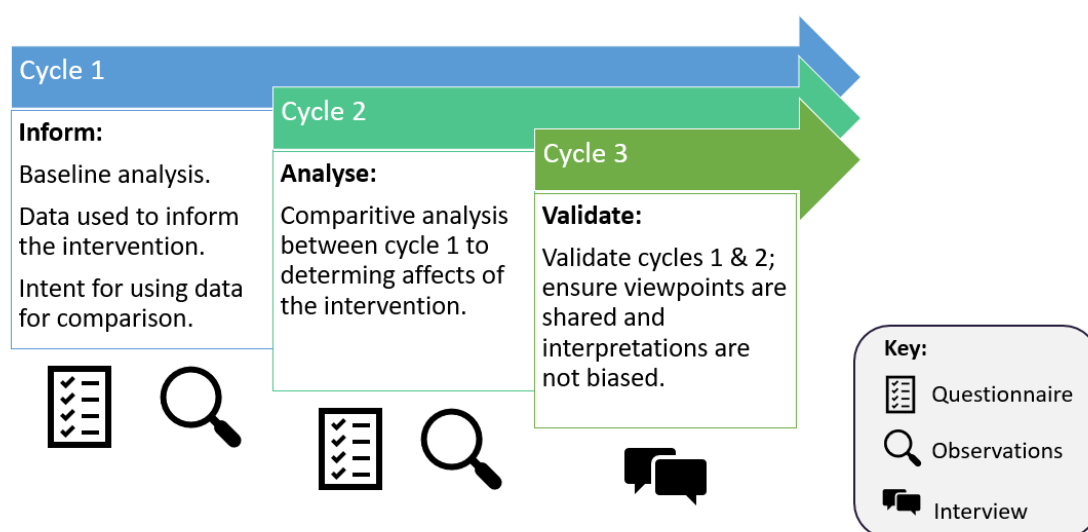 Cycle 1
Inform:
Baseline analysis.
Data used to inform
the intervention.
Intent for using data
for comparison.
Cycle 2
Analyse:
Comparitive analysis
between cycle 1 to
determing affects of
the intervention.
Cycle 3
Validate:
Validate cycles 1 & 2;
ensure viewpoints are
shared and
interpretations are
not biased.
Key:
Questionnaire
Observations
Interview